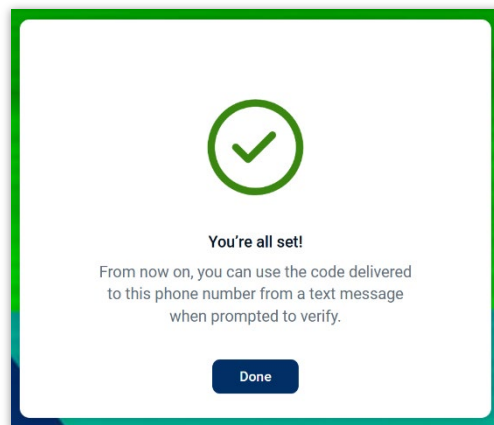 You’re all set!
From now on, you can use the code delivered
to this phone number from a text message
when prompted to verify.
Done